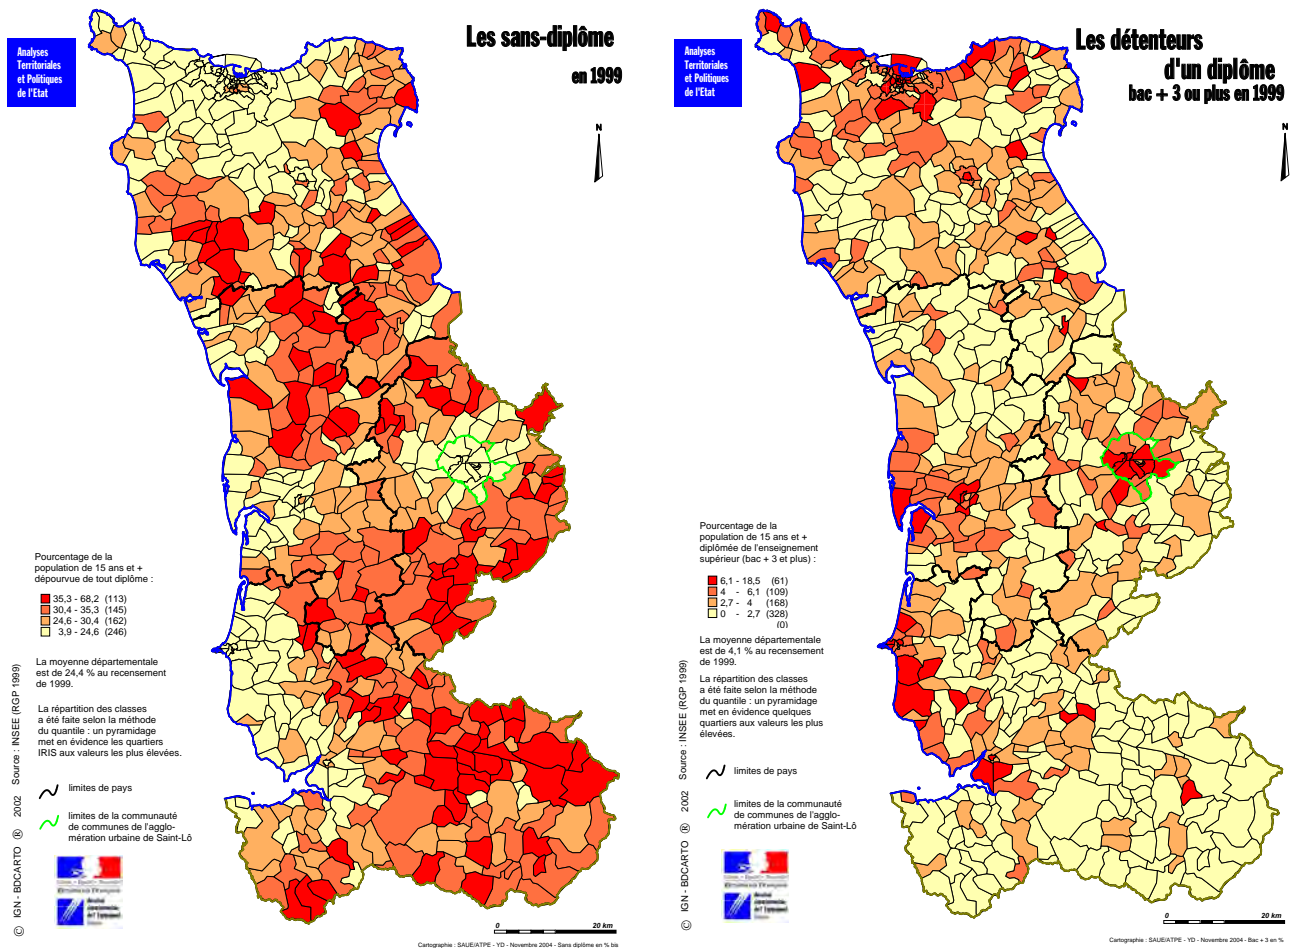 Analyses
Territoriales
et Politiques
de l'Etat
Les sans-diplôme
en 1999
N
Pourcentage de la
population de 15 ans et +
dépourvue de tout diplôme :
35,3 - 68,2 (113)
30,4 - 35,3 (145)
24,6 - 30,4 (162)
3,9 - 24,6 (246)
La moyenne départementale
est de 24,4 % au recensement
de 1999.
La répartition des classes
a été faite selon la méthode
du quantile : un pyramidage
met en évidence les quartiers
IRIS aux valeurs les plus élevées.
limites de pays
limites de la communauté
de communes de l'agglo-
mération urbaine de Saint-Lô
© IGN - BDCARTO ® 2002 Source : INSEE (RGP 1999)
0 20 km
Cartographie : SAUE/ATPE - YD - Novembre 2004 - Sans diplôme en % bis
Analyses
Territoriales
et Politiques
de l'Etat
Les détenteurs
d'un diplôme
bac + 3 ou plus en 1999
N
Pourcentage de la
population de 15 ans et +
diplômée de l'enseignement
supérieur (bac + 3 et plus) :
6,1 - 18,5 (61)
4 - 6,1 (109)
2,7 - 4 (168)
0 - 2,7 (328)
(0)
La moyenne départementale
est de 4,1 % au recensement
de 1999.
La répartition des classes
a été faite selon la méthode
du quantile : un pyramidage
met en évidence quelques
quartiers aux valeurs les plus
élevées.
limites de pays
limites de la communauté
de communes de l'agglo-
mération urbaine de Saint-Lô
© IGN - BDCARTO ® 2002 Source : INSEE (RGP 1999)
0 20 km
Cartographie : SAUE/ATPE - YD - Novembre 2004 - Bac + 3 en %